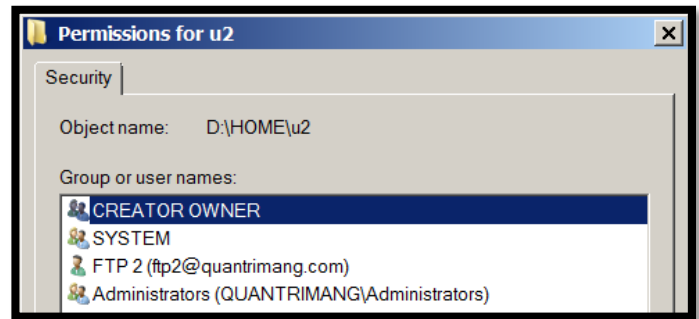 Permissions for u2
Security
Object name: D:\HOME\u2
Group or user names:
CREATOR OWNER
SYSTEM
FTP 2 (ftp2@quantrimang.com)
Administrators (QUANTRIMANG\Administrators)